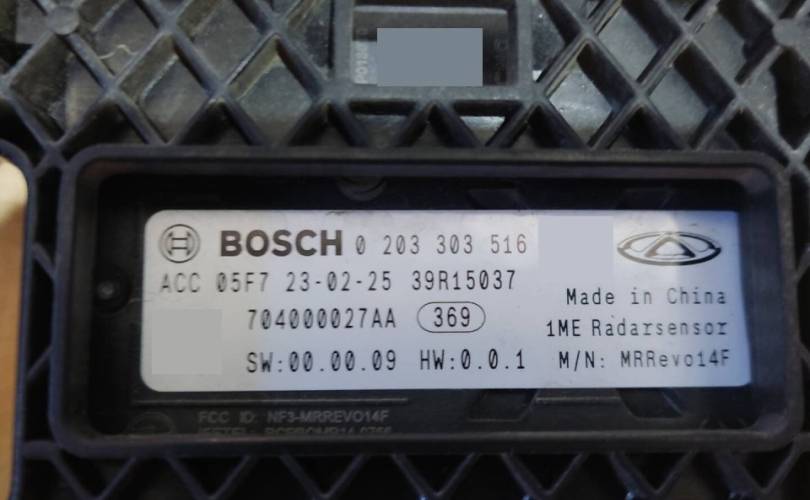 BOSCH 0 203 303 516
ACC 05F7 23-02-25 39R15037
Made in China
704000027AA 369
1ME Radarsensor
SW:00.00.09 HW:0.0.1 M/N: MRRevo14F
FCC ID: NF3-MRREVO14F